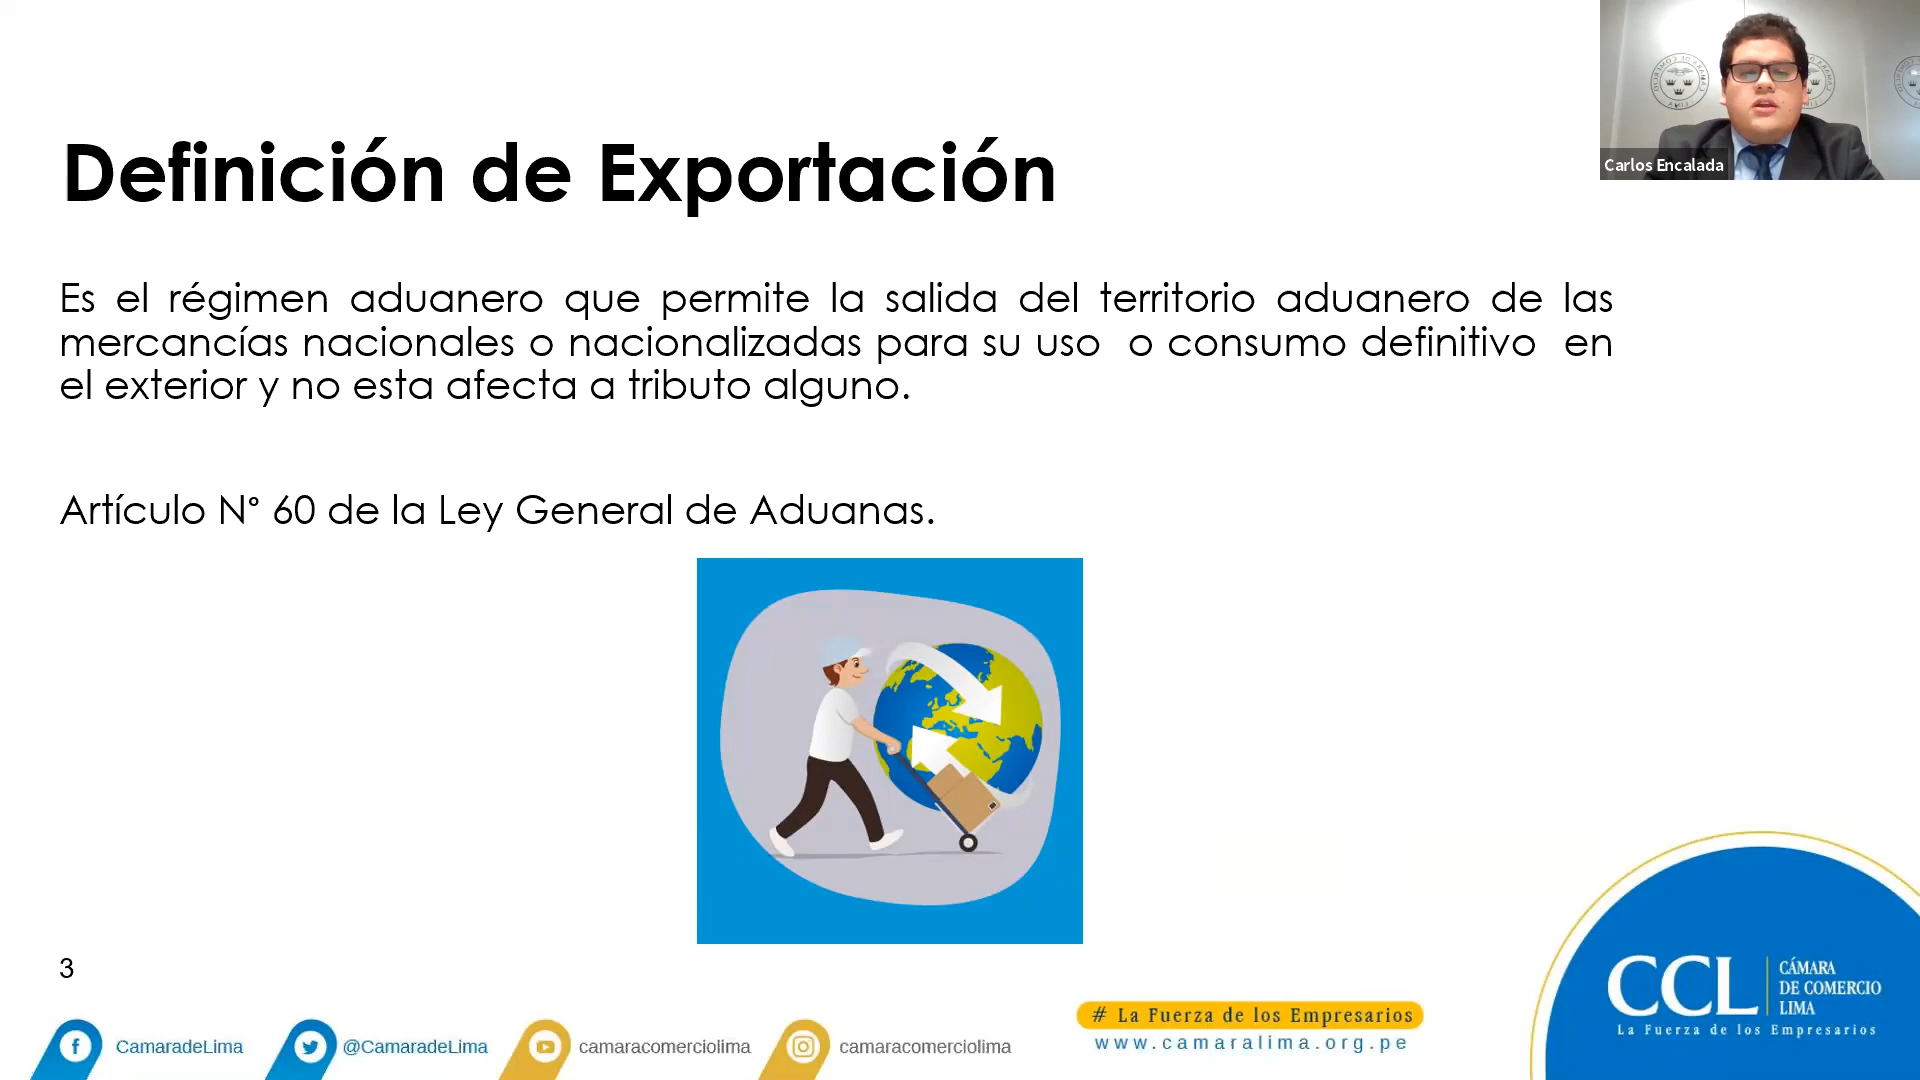 Definición de Exportación
Carlos Encalada
Es el régimen aduanero que permite la salida del territorio aduanero de las
mercancías nacionales o nacionalizadas para su uso o consumo definitivo en
el exterior y no esta afecta a tributo alguno.
Artículo N° 60 de la Ley General de Aduanas.
3
CamaradeLima
@CamaradeLima
camaracomerciolima
camaracomerciolima
# La Fuerza de los Empresarios
www.camaralima.org.pe
CCL
CÁMARA
DE COMERCIO
LIMA
La Fuerza de los Empresarios